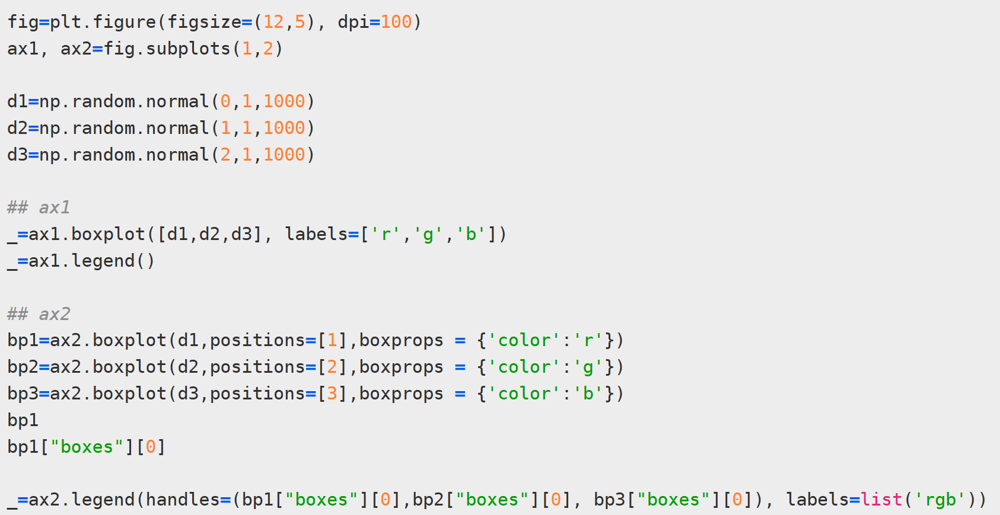 fig=plt.figure(figsize=(12,5), dpi=100)
ax1, ax2=fig.subplots(1,2)
d1=np.random.normal(0,1,1000)
d2=np.random.normal(1,1,1000)
d3=np.random.normal(2,1,1000)
## ax1
_=ax1.boxplot([d1,d2,d3], labels=['r','g','b'])
_=ax1.legend()
## ax2
bp1=ax2.boxplot(d1,positions=[1],boxprops = {'color':'r'})
bp2=ax2.boxplot(d2,positions=[2],boxprops = {'color':'g'})
bp3=ax2.boxplot(d3,positions=[3],boxprops = {'color':'b'})
bp1
bp1["boxes"][0]
_=ax2.legend(handles=(bp1["boxes"][0],bp2["boxes"][0], bp3["boxes"][0]), labels=list('rgb'))